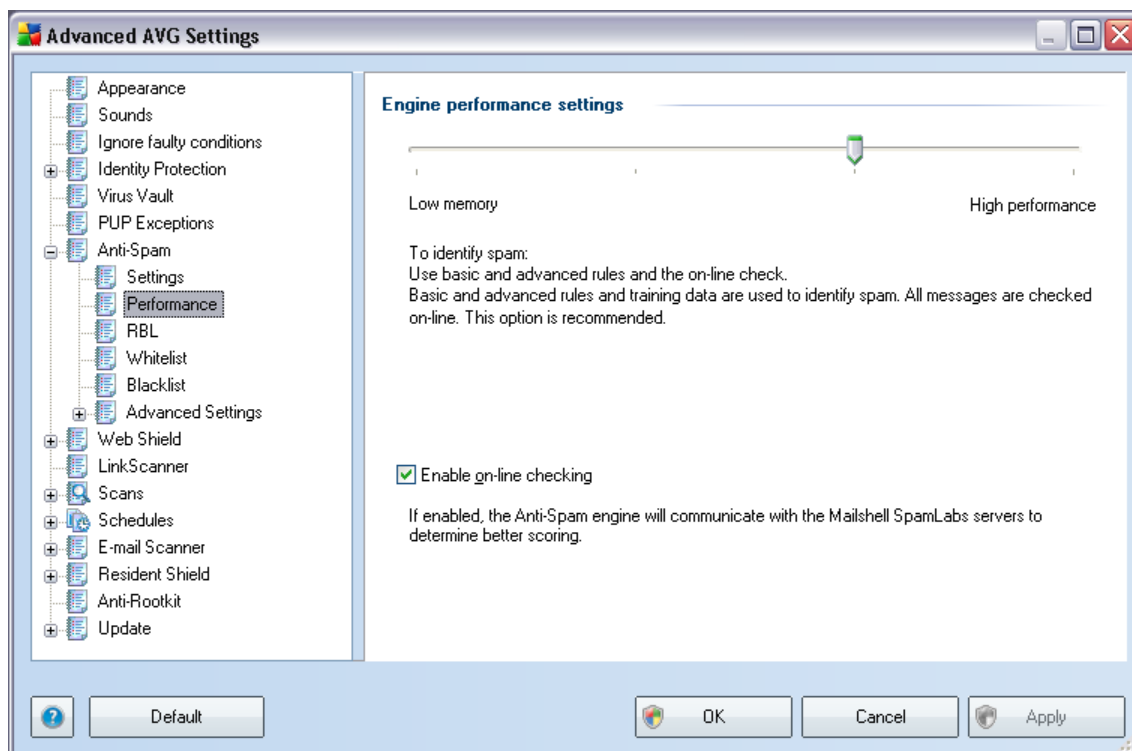 Advanced AVG Settings
Appearance
Sounds
Ignore faulty conditions
Identity Protection
Virus Vault
PUP Exceptions
Anti-Spam
Settings
Performance
RBL
Whitelist
Blacklist
Advanced Settings
Web Shield
LinkScanner
Scans
Schedules
E-mail Scanner
Resident Shield
Anti-Rootkit
Update
Engine performance settings
Low memory
High performance
To identify spam:
Use basic and advanced rules and the on-line check.
Basic and advanced rules and training data are used to identify spam. All messages are checked
on-line. This option is recommended.
Enable on-line checking
If enabled, the Anti-Spam engine will communicate with the Mailshell SpamLabs servers to
determine better scoring.
?
Default
OK
Cancel
Apply